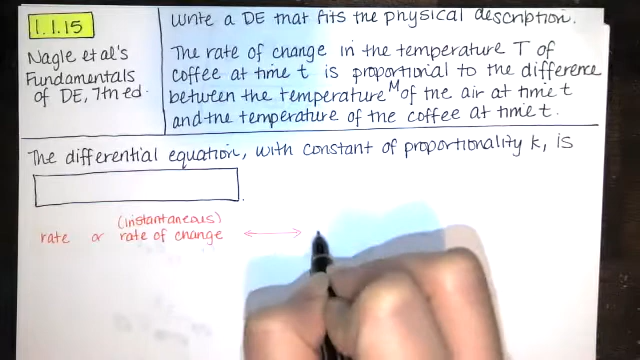 1.1.15
Nagle et al's
Fundamentals
of DE, 7th ed.
Write a DE that fits the physical description.
The rate of change in the temperature T of
coffee at time t is proportional to the difference
between the temperature M of the air at time t
and the temperature of the coffee at time t.
The differential equation, with constant of proportionality k, is
.
(instantaneous)
rate or rate of change ⟷